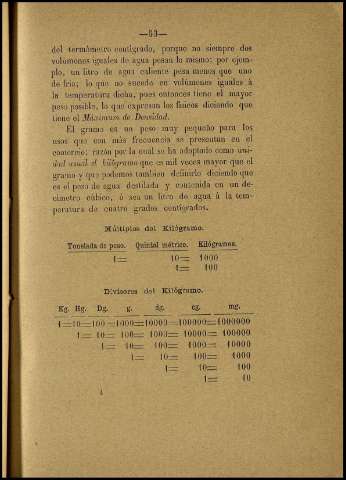 —53—
del termómetro centígrado, porque no siempre dos
volúmenes iguales de agua pesan lo mismo; por ejem-
plo, un litro de agua caliente pesa menos que uno
de fría; lo que no sucede en volúmenes iguales á
la temperatura dicha, pues entonces tiene el mayor
peso posible, lo que expresan los físicos diciendo que
tiene el Máximum de Densidad.
El gramo es un peso muy pequeño para los
usos que con más frecuencia se presentan en el
comercio; razón por la cual se ha adoptado como uni-
dad usual el kilógramo que es mil veces mayor que el
gramo y que podemos también definirlo diciendo que
es el peso de agua destilada y contenida en un de-
címetro cúbico; ó sea un litro de agua á la tem-
peratura de cuatro grados centígrados.
Múltiplos del Kilógramo.
Tonelada de peso. Quintal métrico. Kilógramos.
1= 10= 1000
1= 100
Divisores del Kilógramo.
Kg. Hg. Dg. g. dg. cg. mg.
1=10=100=1000=10000=100000=1000000
1= 10= 100= 1000= 10000= 100000
1= 10= 100= 1000= 10000
1= 10= 100= 1000
1= 10= 100
1= 10
4